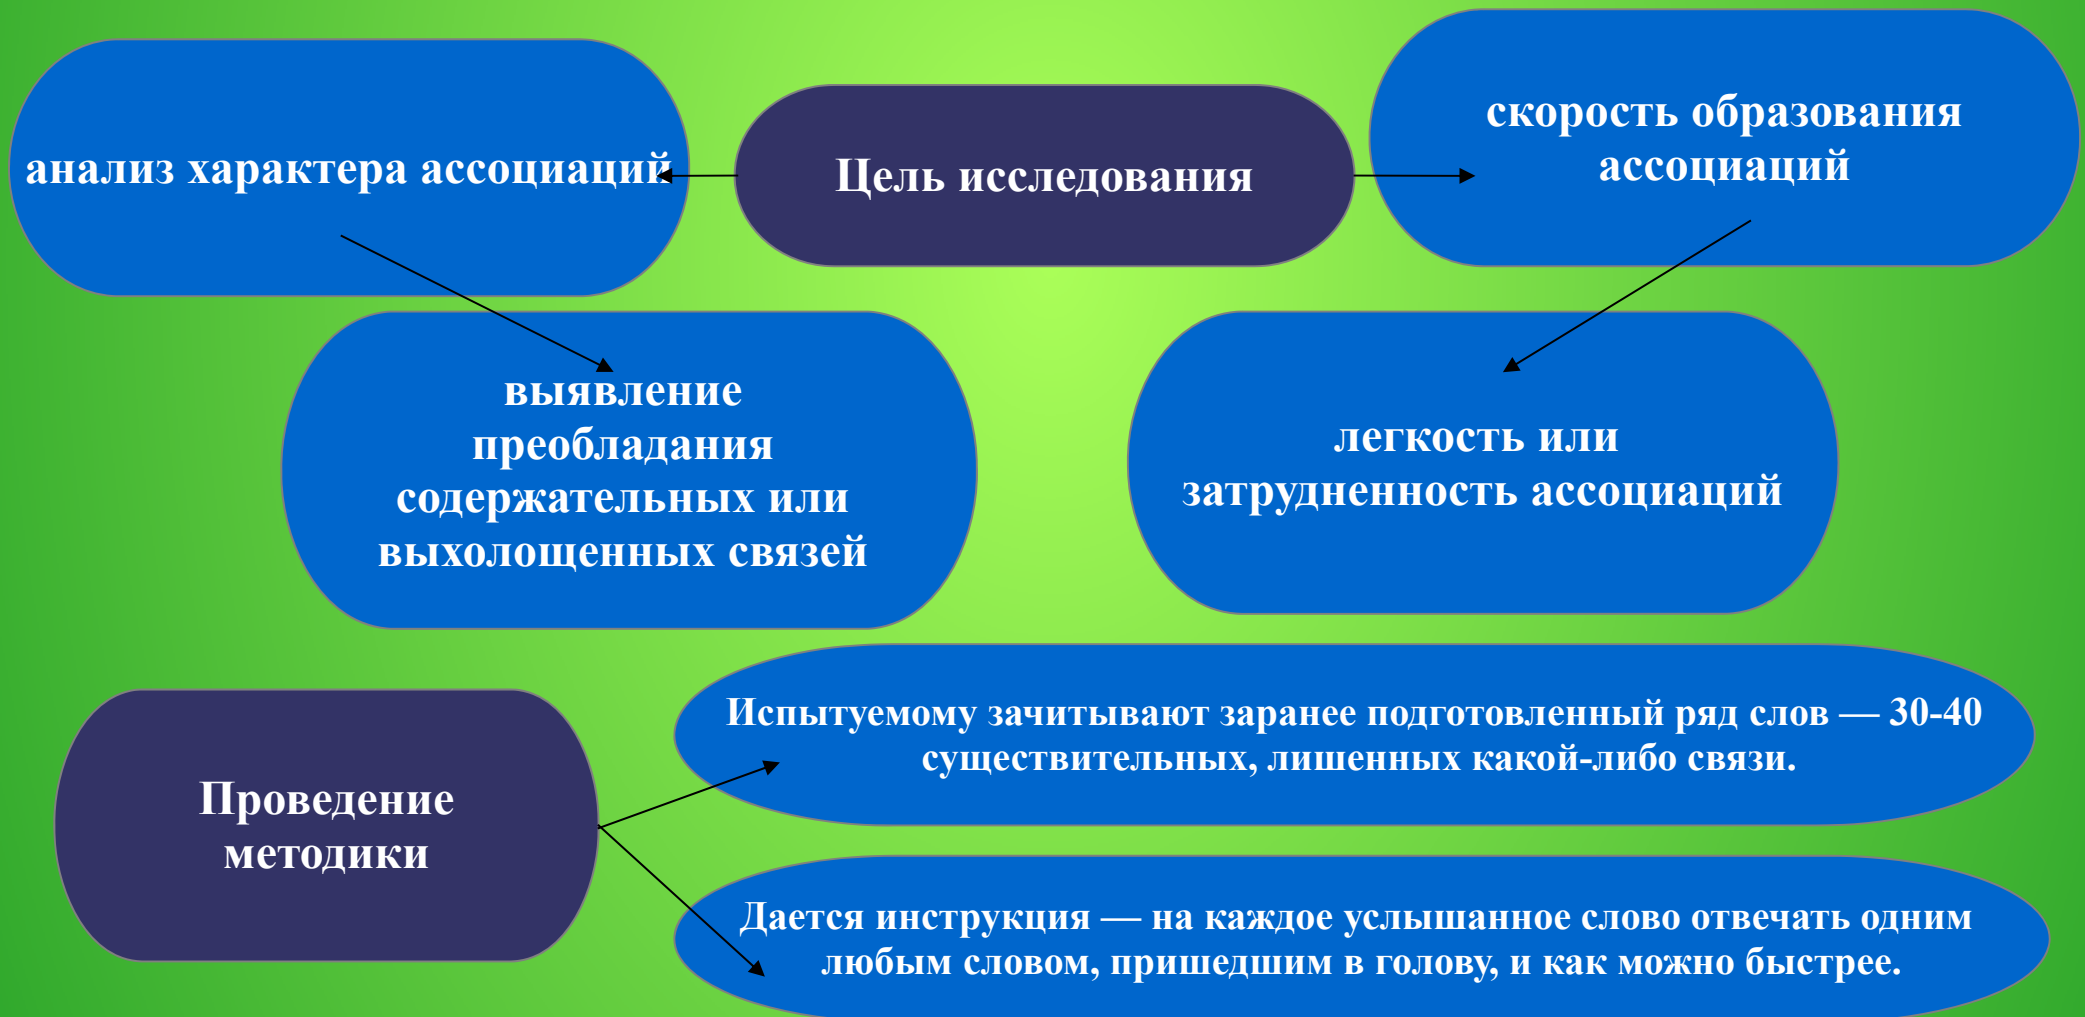 анализ характера ассоциаций
Цель исследования
скорость образования
ассоциаций
выявление
преобладания
содержательных или
выхолощенных связей
легкость или
затрудненность ассоциаций
Проведение
методики
Испытуемому зачитывают заранее подготовленный ряд слов — 30-40
существительных, лишенных какой-либо связи.
Дается инструкция — на каждое услышанное слово отвечать одним
любым словом, пришедшим в голову, и как можно быстрее.